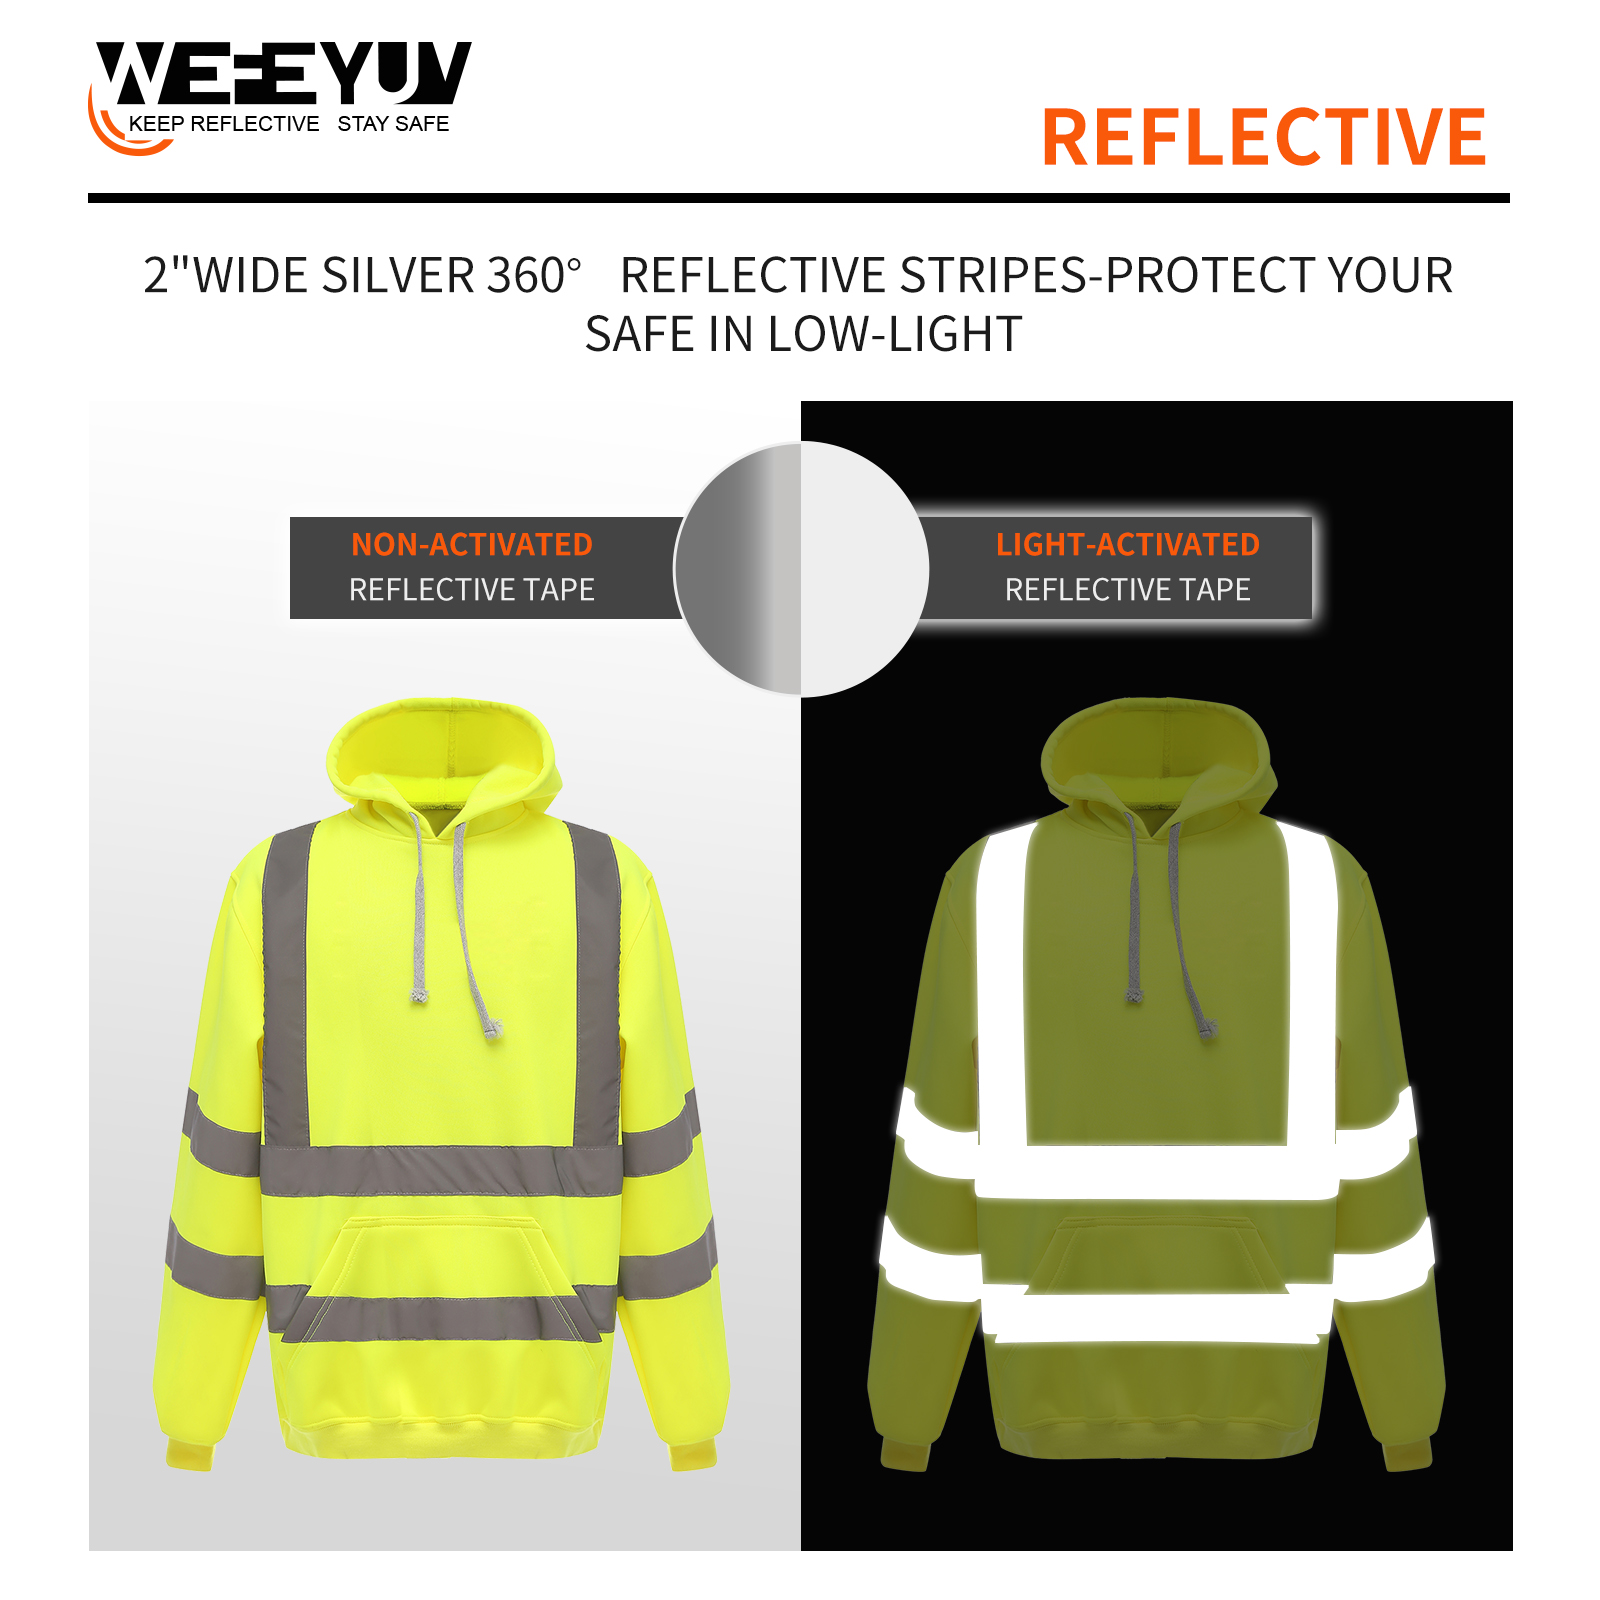 WEFEYUV
KEEP REFLECTIVE STAY SAFE
REFLECTIVE
2"WIDE SILVER 360° REFLECTIVE STRIPES-PROTECT YOUR
SAFE IN LOW-LIGHT
NON-ACTIVATED
REFLECTIVE TAPE
LIGHT-ACTIVATED
REFLECTIVE TAPE